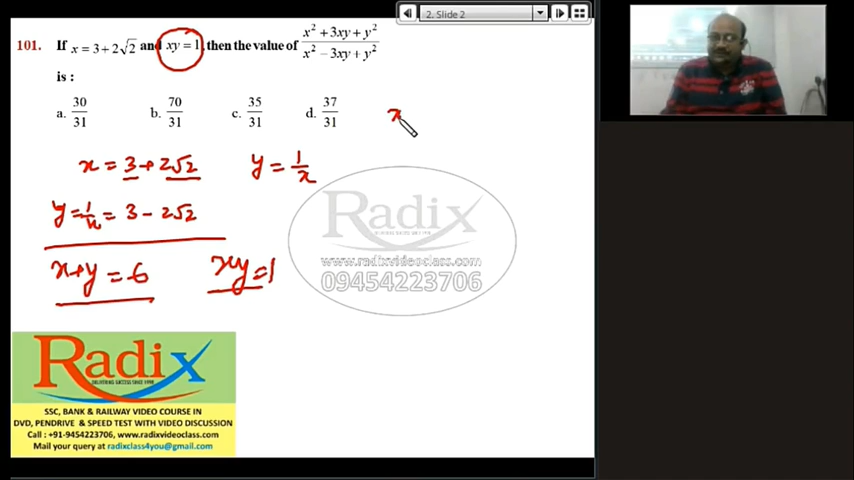 2. Slide 2
101. If x = 3 + 2√2 and xy = 1, then the value of (x² + 3xy + y²)/(x² − 3xy + y²)
is :
a. 30/31 b. 70/31 c. 35/31 d. 37/31
x
x = 3 + 2√2 y = 1/x
y = 1/x = 3 − 2√2
x+y = 6 xy = 1
Radix
www.radixvideoclass.com
09454223706
Radix
DELIVERING SUCCESS SINCE 1998
SSC, BANK & RAILWAY VIDEO COURSE IN
DVD, PENDRIVE & SPEED TEST WITH VIDEO DISCUSSION
Call : +91-9454223706, www.radixvideoclass.com
Mail your query at radixclass4you@gmail.com